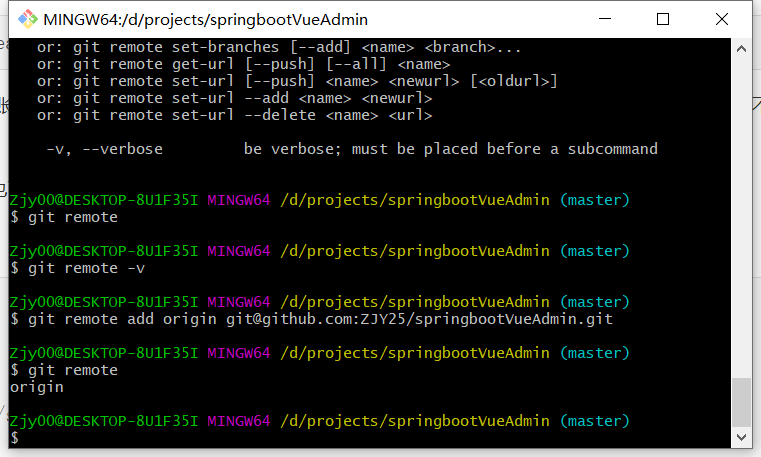 MINGW64:/d/projects/springbootVueAdmin
or: git remote set-branches [--add] <name> <branch>...
or: git remote get-url [--push] [--all] <name>
or: git remote set-url [--push] <name> <newurl> [<oldurl>]
or: git remote set-url --add <name> <newurl>
or: git remote set-url --delete <name> <url>
-v, --verbose be verbose; must be placed before a subcommand
Zjy00@DESKTOP-8U1F35I MINGW64 /d/projects/springbootVueAdmin (master)
$ git remote
Zjy00@DESKTOP-8U1F35I MINGW64 /d/projects/springbootVueAdmin (master)
$ git remote -v
Zjy00@DESKTOP-8U1F35I MINGW64 /d/projects/springbootVueAdmin (master)
$ git remote add origin git@github.com:ZJY25/springbootVueAdmin.git
Zjy00@DESKTOP-8U1F35I MINGW64 /d/projects/springbootVueAdmin (master)
$ git remote
origin
Zjy00@DESKTOP-8U1F35I MINGW64 /d/projects/springbootVueAdmin (master)
$